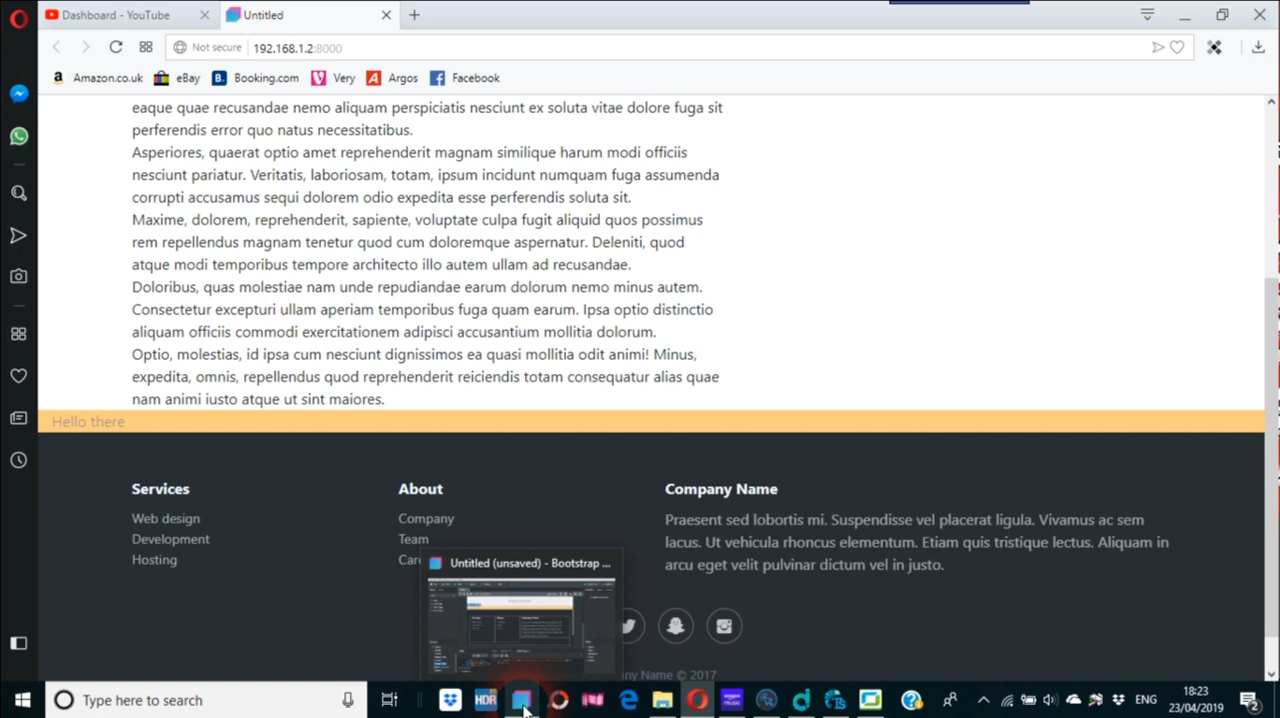 Dashboard - YouTube
Untitled
Not secure
192.168.1.2:8000
Amazon.co.uk
eBay
Booking.com
Very
Argos
Facebook
eaque quae recusandae nemo aliquam perspiciatis nesciunt ex soluta vitae dolore fuga sit
perferendis error quo natus necessitatibus.
Asperiores, quaerat optio amet reprehenderit magnam similique harum modi officiis
nesciunt pariatur. Veritatis, laboriosam, totam, ipsum incidunt numquam fuga assumenda
corrupti accusamus sequi dolorem odio expedita esse perferendis soluta sit.
Maxime, dolorem, reprehenderit, sapiente, voluptate culpa fugit aliquid quos possimus
rem repellendus magnam tenetur quod cum doloremque aspernatur. Deleniti, quod
atque modi temporibus tempore architecto illo autem ullam ad recusandae.
Doloribus, quas molestiae nam unde repudiandae earum dolorum nemo minus autem.
Consectetur excepturi ullam aperiam temporibus fuga quam earum. Ipsa optio distinctio
aliquam officiis commodi exercitationem adipisci accusantium mollitia dolorum.
Optio, molestias, id ipsa cum nesciunt dignissimos ea quasi mollitia odit animi! Minus,
expedita, omnis, repellendus quod reprehenderit reiciendis totam consequatur alias quae
nam animi iusto atque ut sint maiores.
Hello there
Services
Web design
Development
Hosting
About
Company
Team
Company Name
Praesent sed lobortis mi. Suspendisse vel placerat ligula. Vivamus ac sem
lacus. Ut vehicula rhoncus elementum. Etiam quis tristique lectus. Aliquam in
arcu eget velit pulvinar dictum vel in justo.
Untitled (unsaved) - Bootstrap ...
Name © 2017
Type here to search
HDR
ENG
18:23
23/04/2019
2